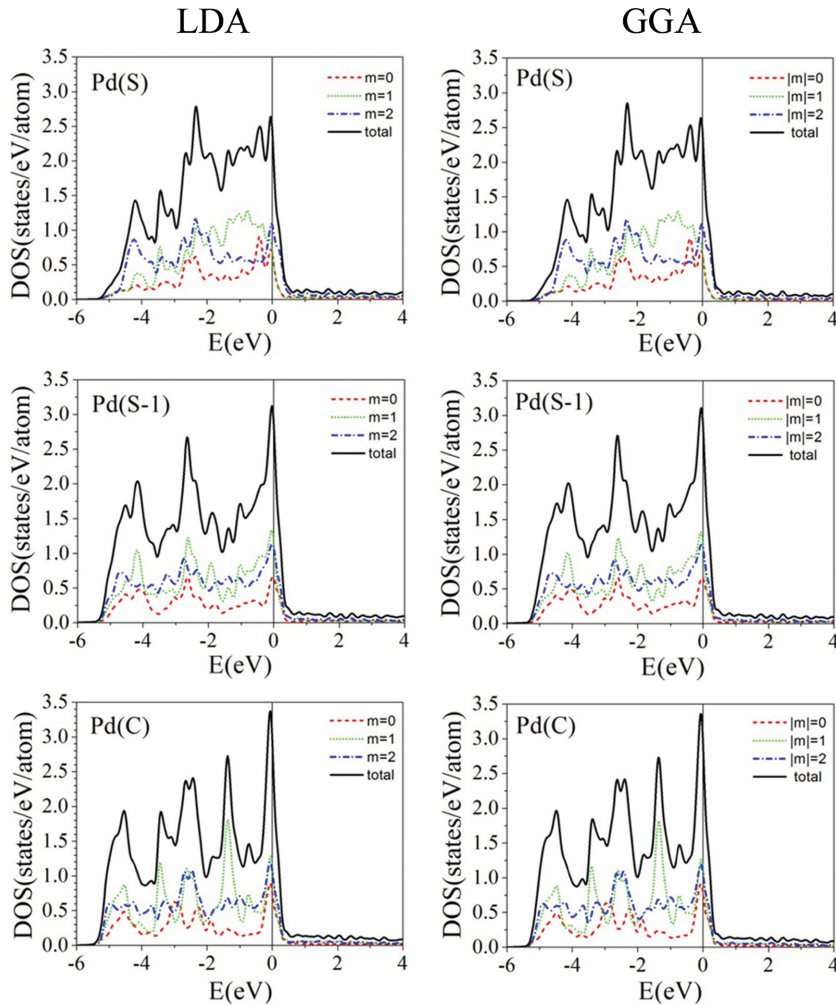 LDA GGA
DOS(states/eV/atom)
3.5
3.0
2.5
2.0
1.5
1.0
0.5
0.0
Pd(S)
m=0
m=1
m=2
total
-6 -4 -2 0 2 4
E(eV)
DOS(states/eV/atom)
3.5
3.0
2.5
2.0
1.5
1.0
0.5
0.0
Pd(S)
|m|=0
|m|=1
|m|=2
total
-6 -4 -2 0 2 4
E(eV)
DOS(states/eV/atom)
3.5
3.0
2.5
2.0
1.5
1.0
0.5
0.0
Pd(S-1)
m=0
m=1
m=2
total
-6 -4 -2 0 2 4
E(eV)
DOS(states/eV/atom)
3.5
3.0
2.5
2.0
1.5
1.0
0.5
0.0
Pd(S-1)
|m|=0
|m|=1
|m|=2
total
-6 -4 -2 0 2 4
E(eV)
DOS(states/eV/atom)
3.5
3.0
2.5
2.0
1.5
1.0
0.5
0.0
Pd(C)
m=0
m=1
m=2
total
-6 -4 -2 0 2 4
E(eV)
DOS(states/eV/atom)
3.5
3.0
2.5
2.0
1.5
1.0
0.5
0.0
Pd(C)
|m|=0
|m|=1
|m|=2
total
-6 -4 -2 0 2 4
E(eV)